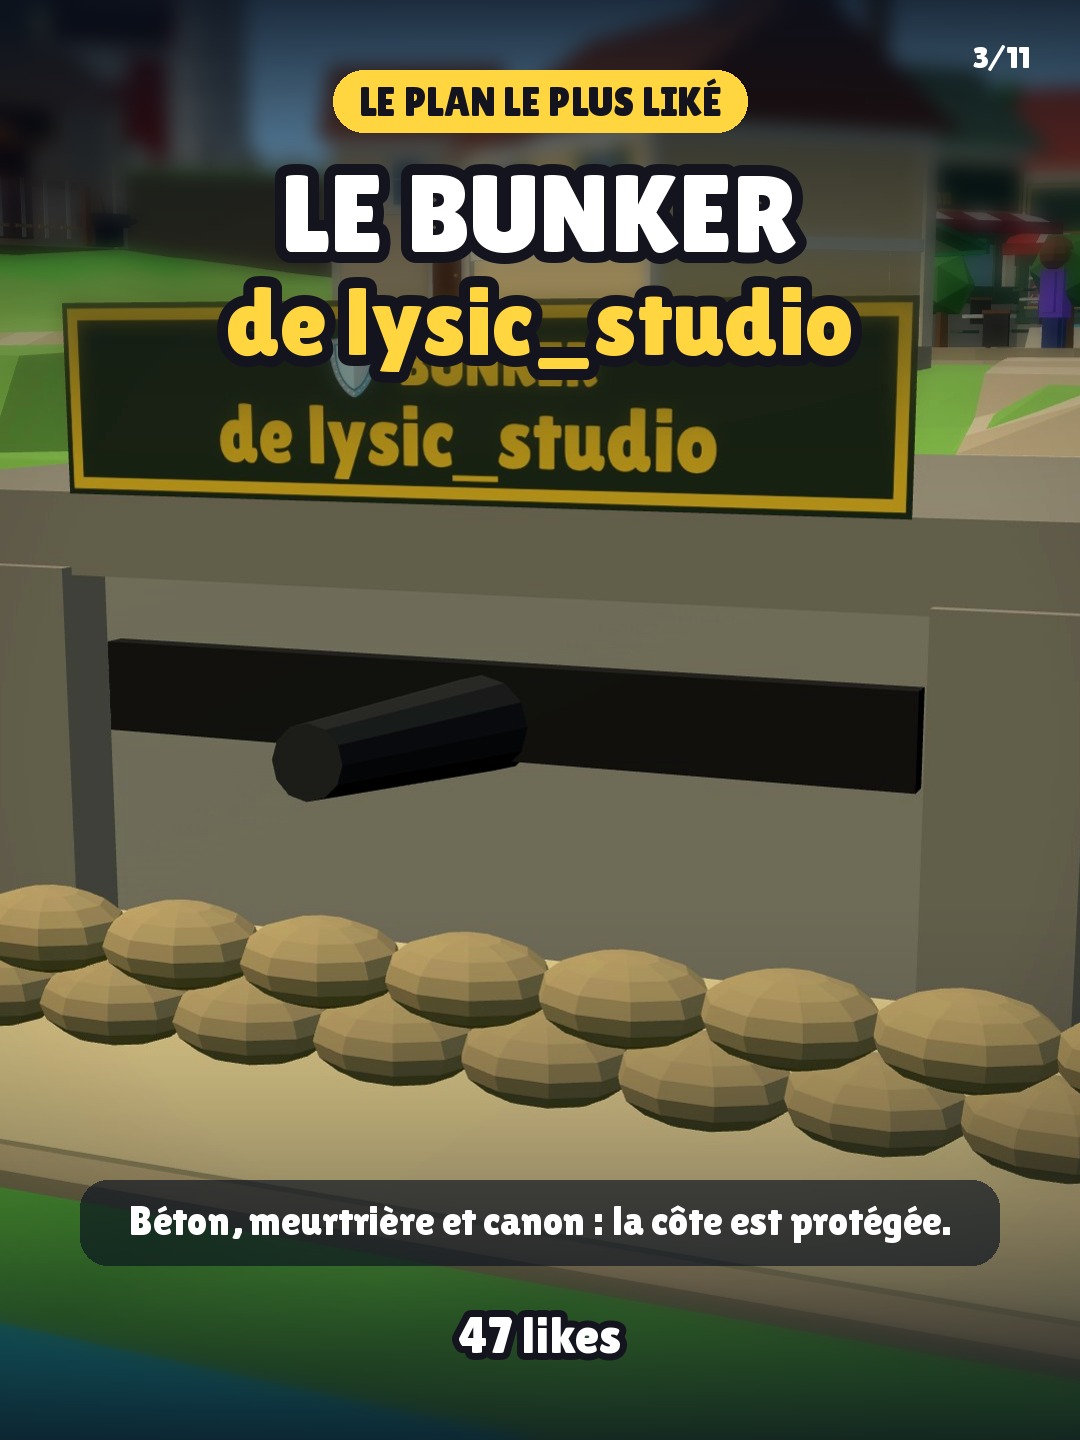 3/11
LE PLAN LE PLUS LIKÉ
LE BUNKER
de lysic_studio
BUNKER
de lysic_studio
Béton, meurtrière et canon : la côte est protégée.
47 likes